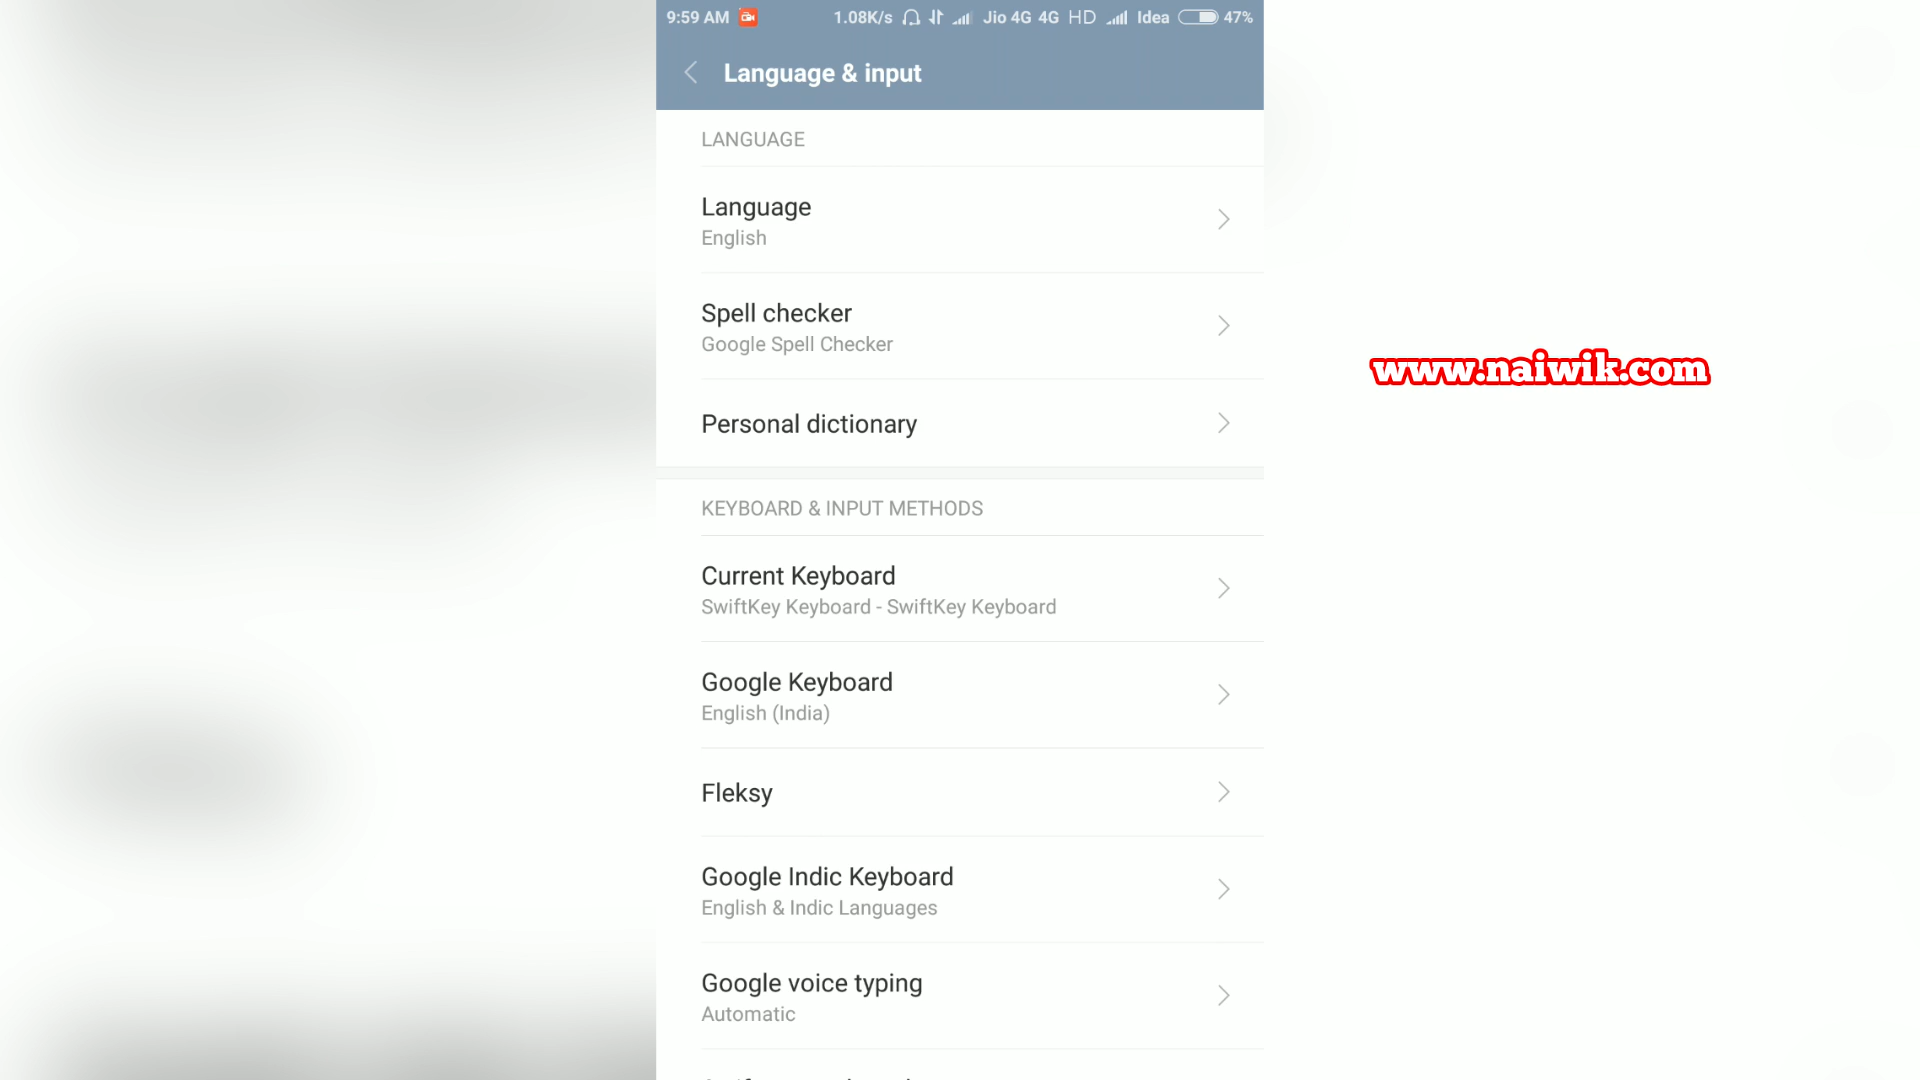 9:59 AM 1.08K/s Jio 4G 4G HD Idea 47%
Language & input
LANGUAGE
Language
English
Spell checker
Google Spell Checker
www.naiwik.com
Personal dictionary
KEYBOARD & INPUT METHODS
Current Keyboard
SwiftKey Keyboard - SwiftKey Keyboard
Google Keyboard
English (India)
Fleksy
Google Indic Keyboard
English & Indic Languages
Google voice typing
Automatic